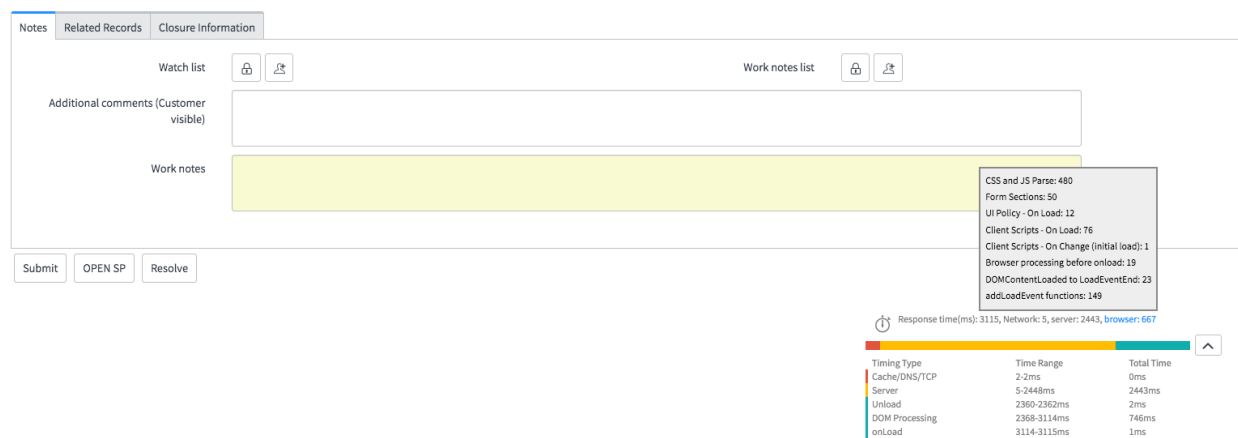 Notes Related Records Closure Information
Watch list
Work notes list
Additional comments (Customer
visible)
Work notes
CSS and JS Parse: 480
Form Sections: 50
UI Policy - On Load: 12
Client Scripts - On Load: 76
Client Scripts - On Change (initial load): 1
Browser processing before onload: 19
DOMContentLoaded to LoadEventEnd: 23
addLoadEvent functions: 149
Submit OPEN SP Resolve
Response time(ms): 3115, Network: 5, server: 2443, browser: 667
Timing Type Time Range Total Time
Cache/DNS/TCP 2-2ms 0ms
Server 5-2448ms 2443ms
Unload 2360-2362ms 2ms
DOM Processing 2368-3114ms 746ms
onLoad 3114-3115ms 1ms